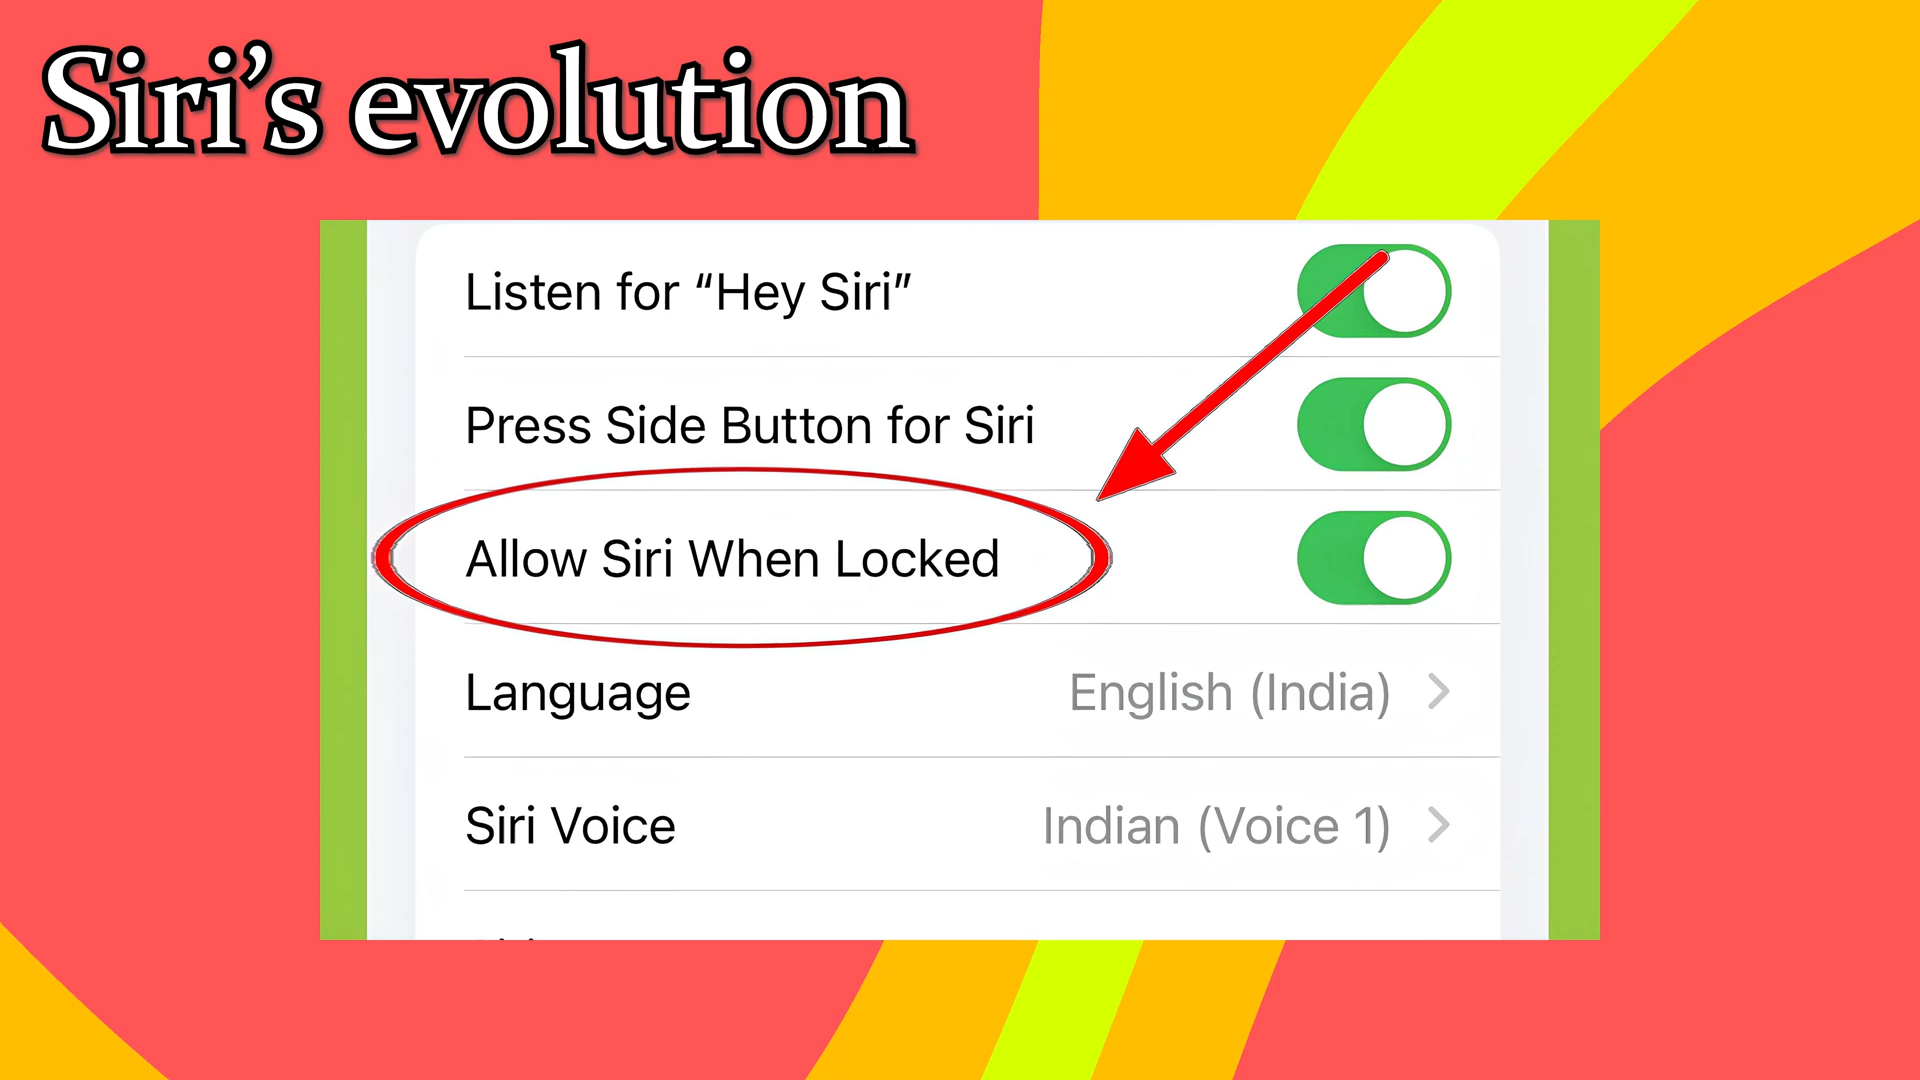 Siri’s evolution
Listen for “Hey Siri”
Press Side Button for Siri
Allow Siri When Locked
Language English (India)
Siri Voice Indian (Voice 1)